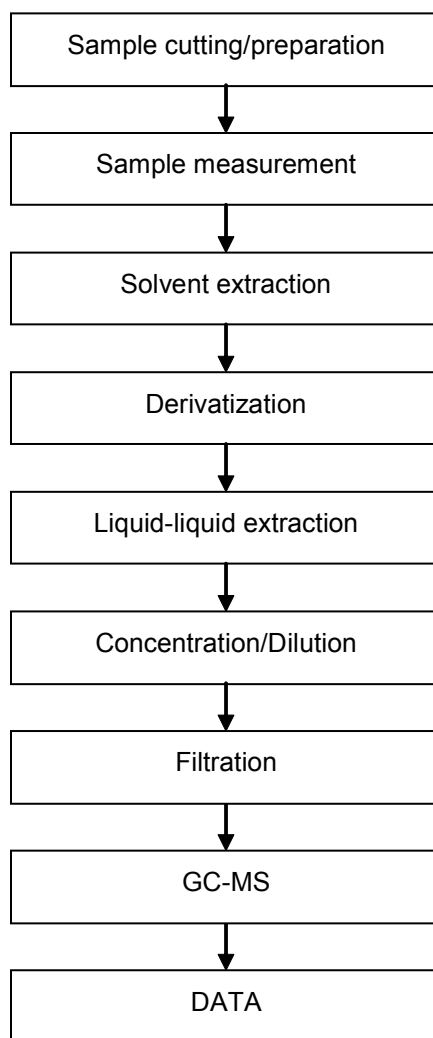 Sample cutting/preparation
Sample measurement
Solvent extraction
Derivatization
Liquid-liquid extraction
Concentration/Dilution
Filtration
GC-MS
DATA